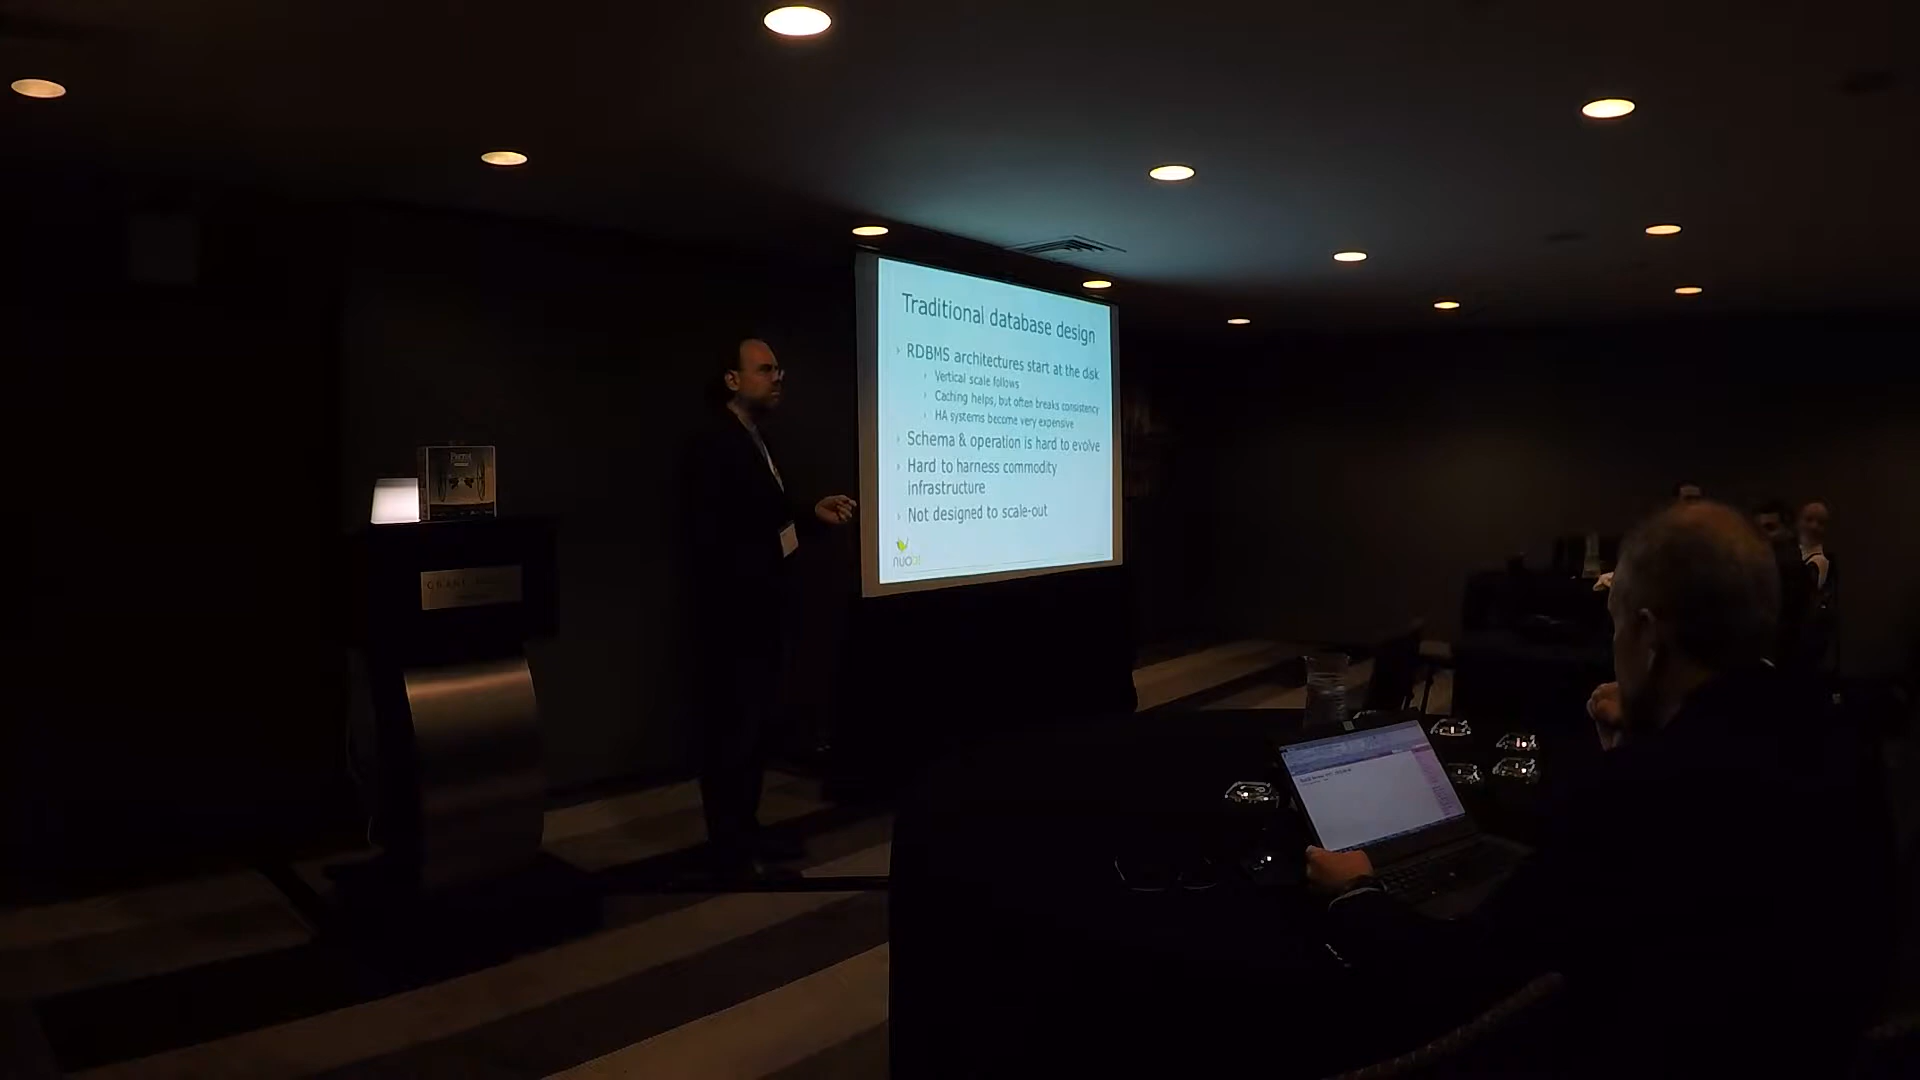 Traditional database design
RDBMS architectures start at the disk
Vertical scale follows
Caching helps, but often breaks consistency
HA systems become very expensive
Schema & operation is hard to evolve
Hard to harness commodity
infrastructure
Not designed to scale-out
nuoDB
Parrot
GRAND